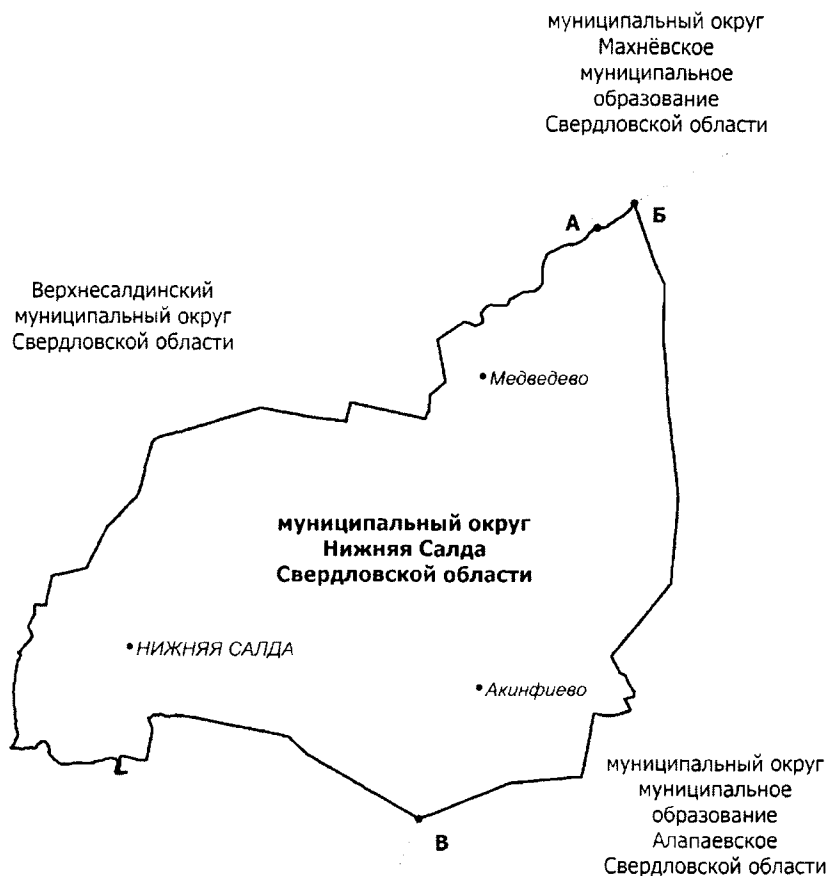 муниципальный округ
Махнёвское
муниципальное
образование
Свердловской области
А
Б
Верхнесалдинский
муниципальный округ
Свердловской области
Медведево
муниципальный округ
Нижняя Салда
Свердловской области
НИЖНЯЯ САЛДА
Акинфиево
муниципальный округ
муниципальное
образование
Алапаевское
Свердловской области
В